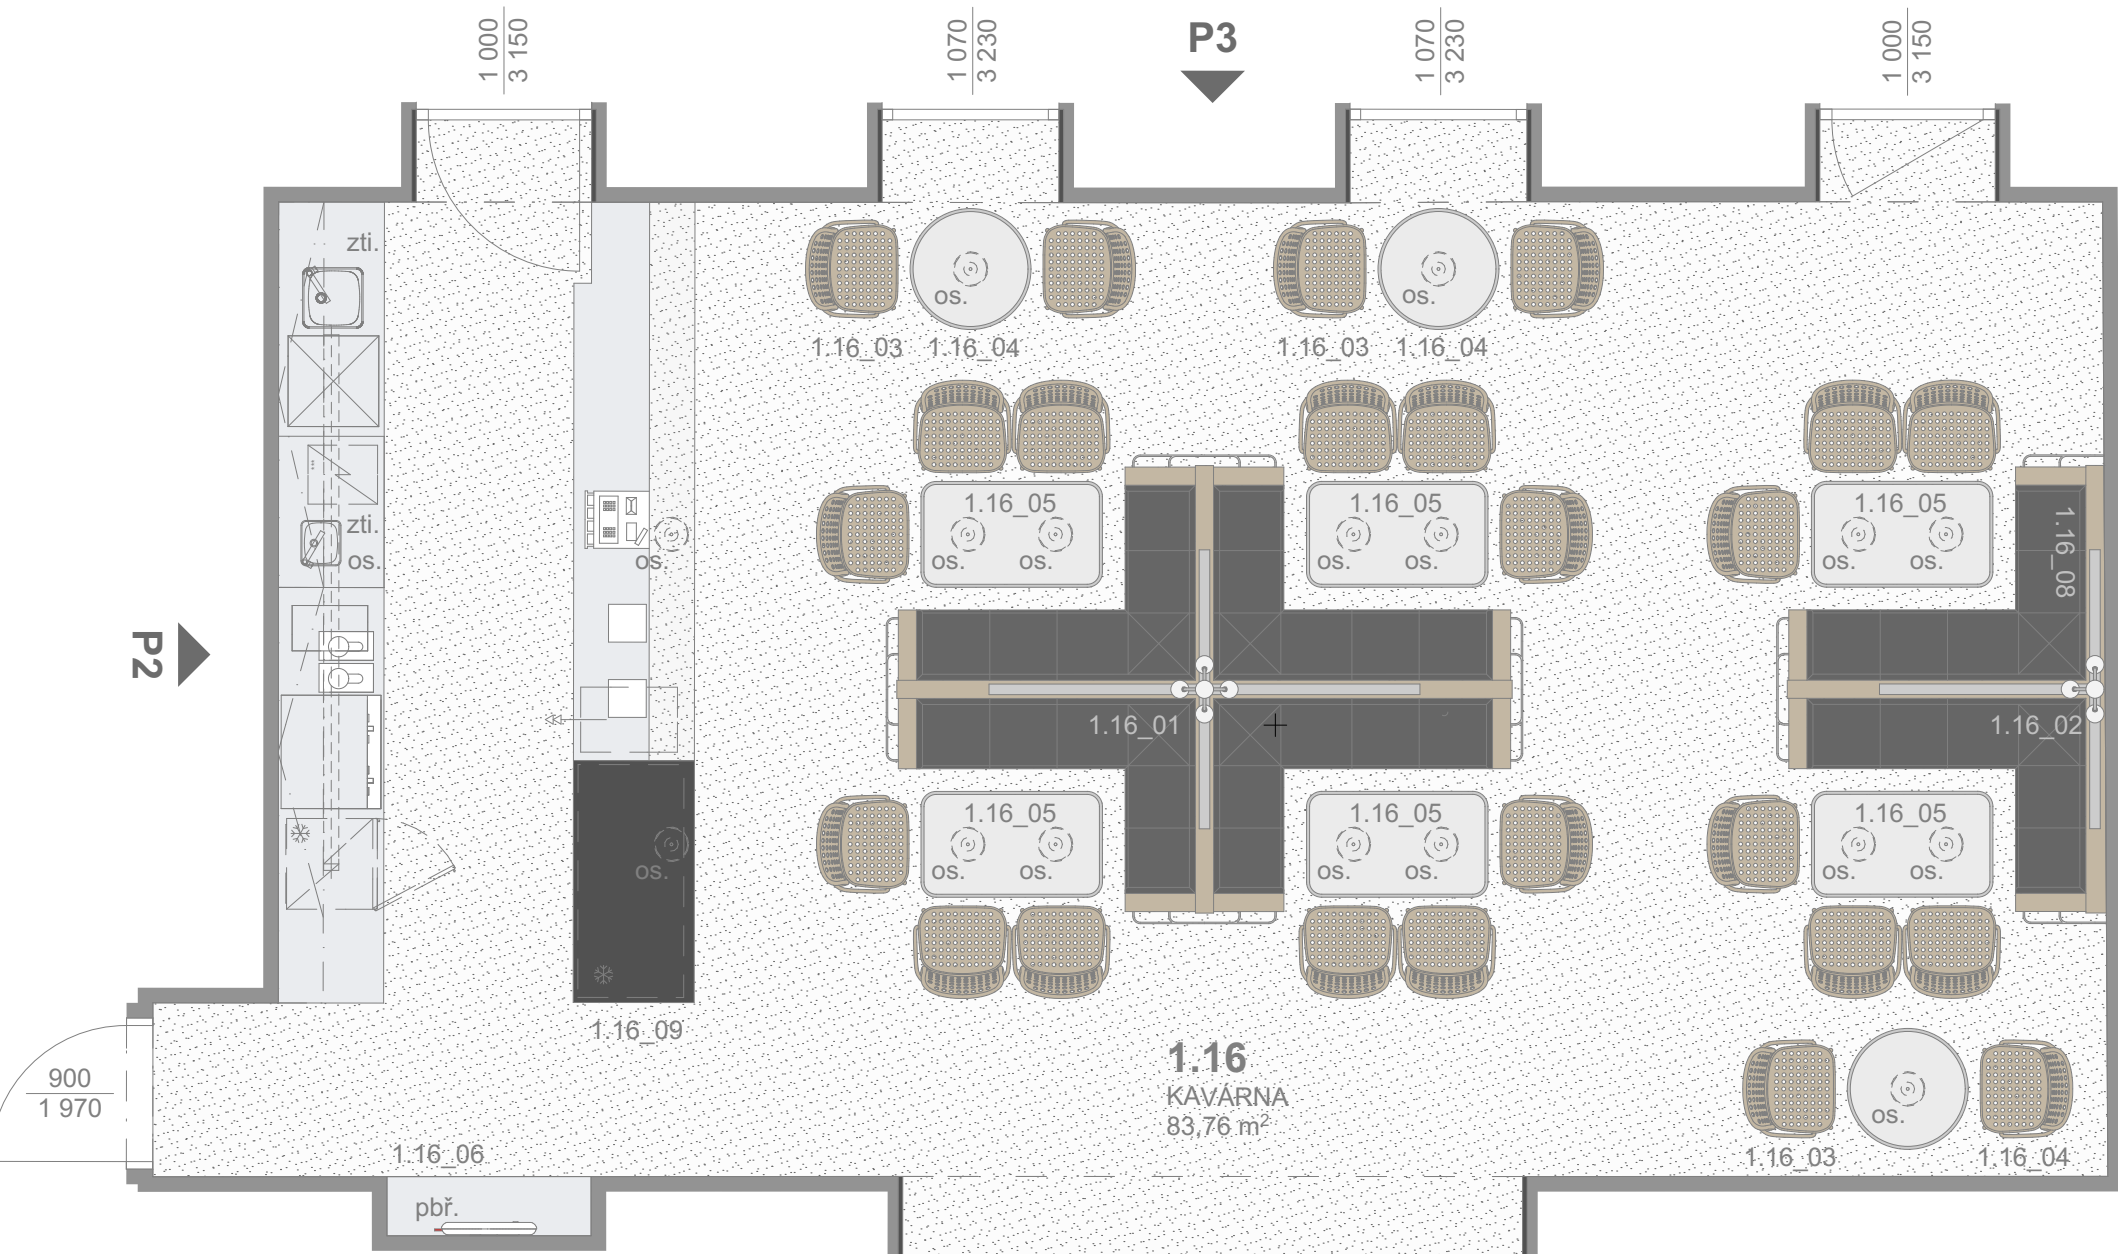 1 000
3 150
1 070
3 230
P3
1 070
3 230
1 000
3 150
zti.
os.
os.
1.16_03
1.16_04
1.16_03
1.16_04
1.16_05
1.16_05
1.16_05
1.16_08
zti.
os.
os.
os.
os.
os.
os.
os.
os.
P2
1.16_01
1.16_02
1.16_05
1.16_05
1.16_05
os.
os.
os.
os.
os.
os.
os.
1.16_09
1.16
KAVÁRNA
83,76 m²
900
1 970
os.
1.16_06
1.16_03
1.16_04
pbř.